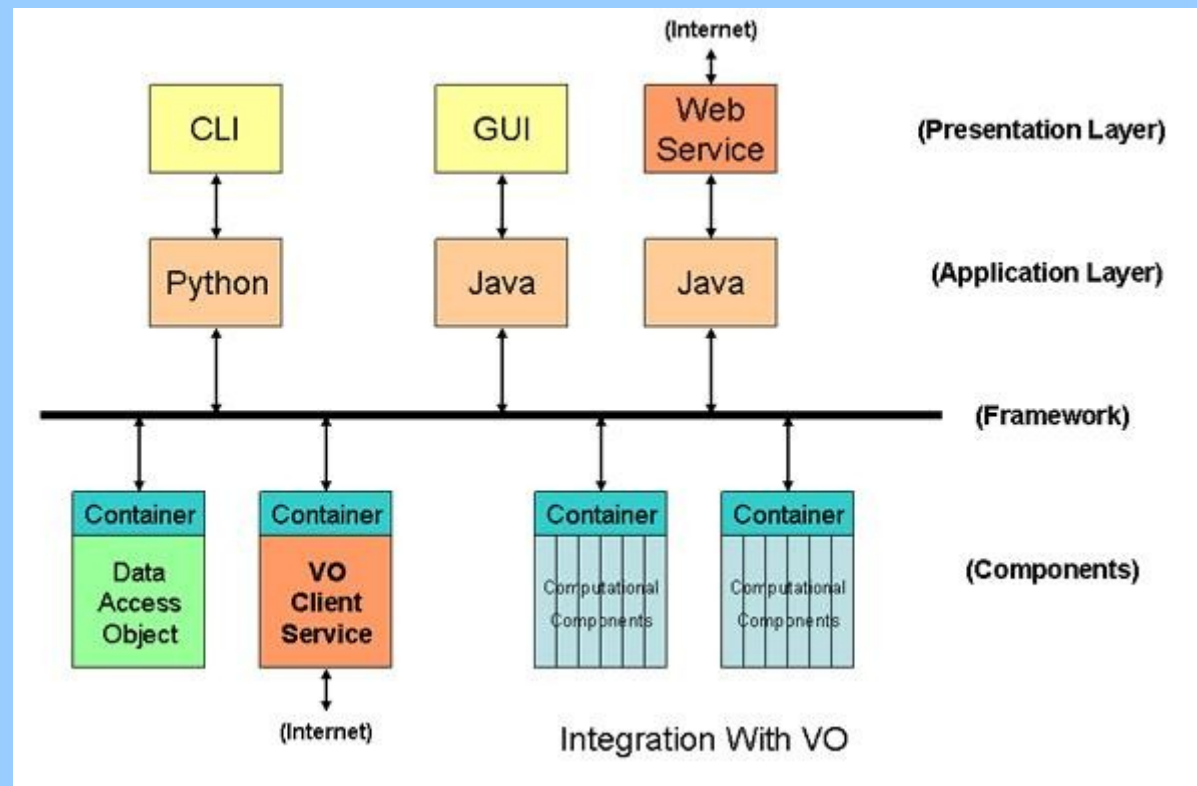 (Internet)
CLI
GUI
Web
Service
(Presentation Layer)
Python
Java
Java
(Application Layer)
(Framework)
Container
Container
Container
Container
Data
Access
Object
VO
Client
Service
Computational
Components
Computational
Components
(Components)
(Internet)
Integration With VO